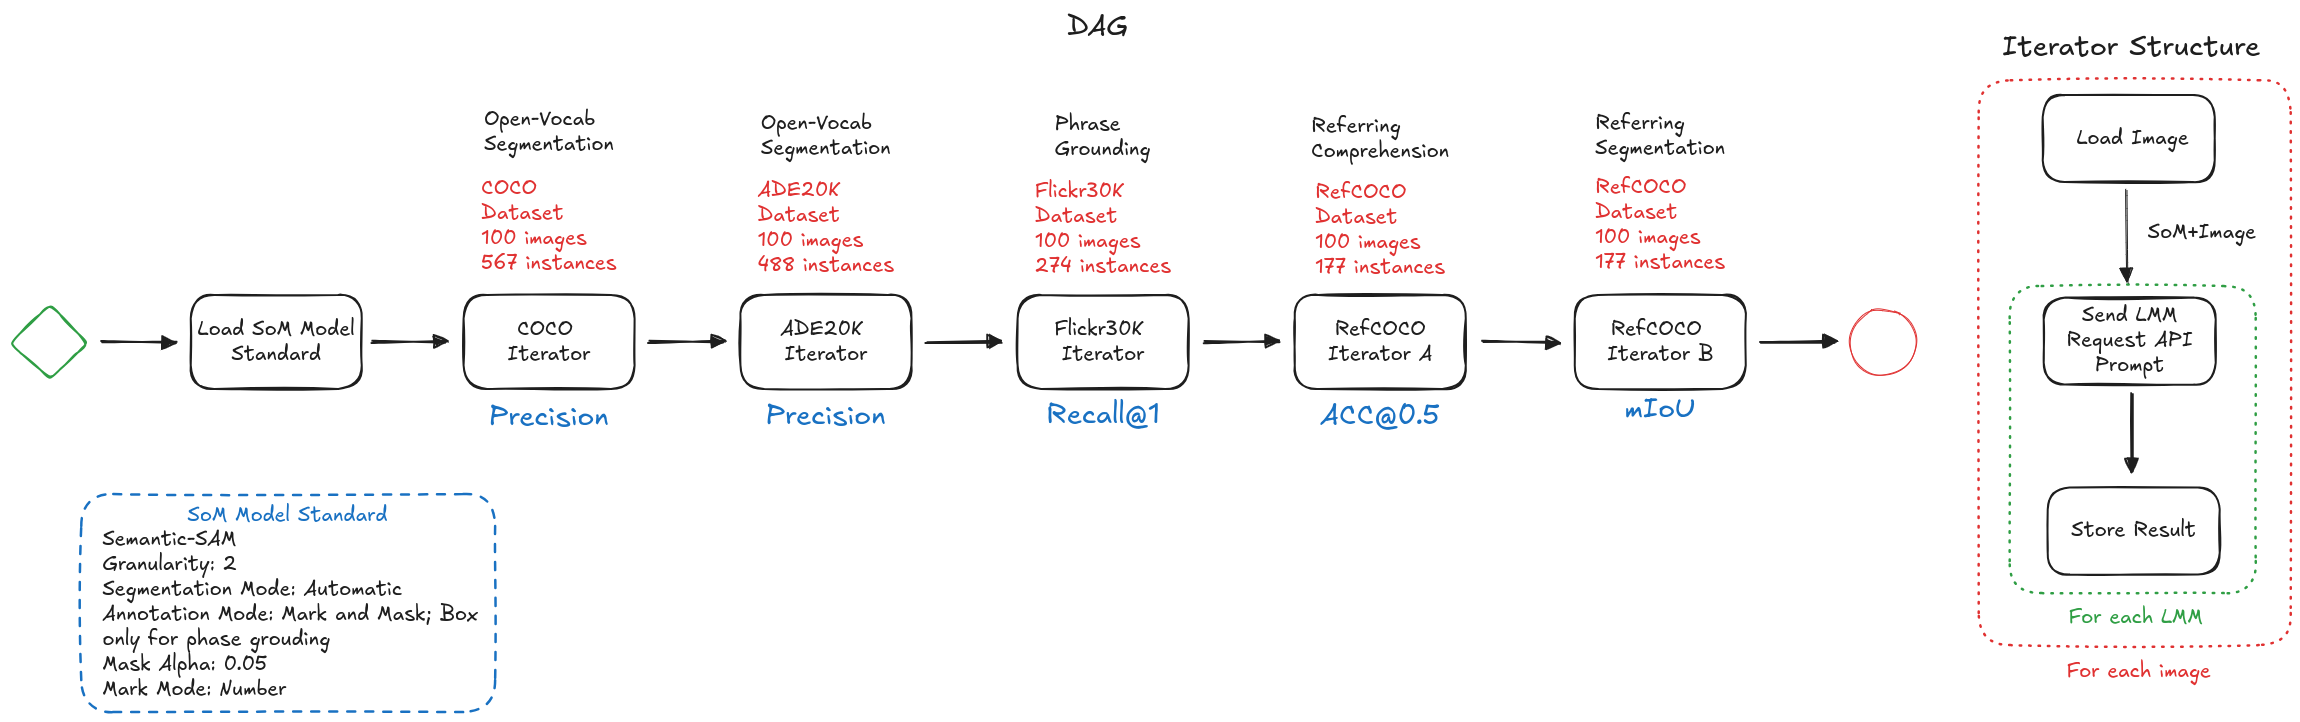 DAG
Iterator Structure
Open-Vocab
Segmentation
COCO
Dataset
100 images
567 instances
Open-Vocab
Segmentation
ADE20K
Dataset
100 images
488 instances
Phrase
Grounding
Flickr30K
Dataset
100 images
274 instances
Referring
Comprehension
RefCOCO
Dataset
100 images
177 instances
Referring
Segmentation
RefCOCO
Dataset
100 images
177 instances
Load SoM Model
Standard
COCO
Iterator
Precision
ADE20K
Iterator
Precision
Flickr30K
Iterator
Recall@1
RefCOCO
Iterator A
ACC@0.5
RefCOCO
Iterator B
mIoU
SoM Model Standard
Semantic-SAM
Granularity: 2
Segmentation Mode: Automatic
Annotation Mode: Mark and Mask; Box
only for phase grouding
Mask Alpha: 0.05
Mark Mode: Number
Load Image
SoM+Image
Send LMM
Request API
Prompt
Store Result
For each LMM
For each image